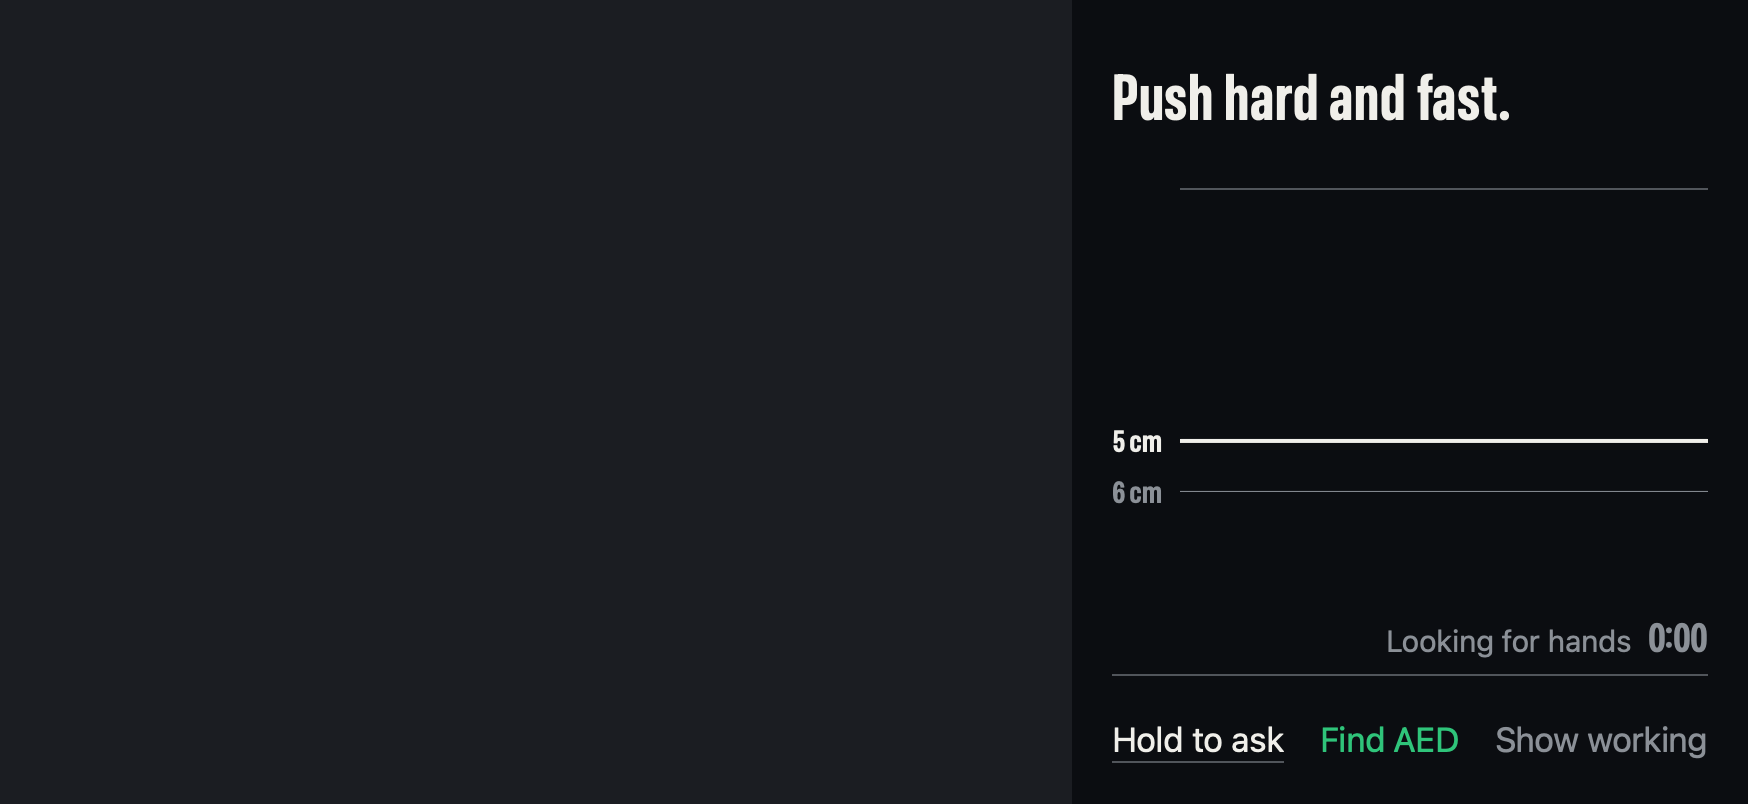 Push hard and fast.
5 cm
6 cm
Looking for hands 0:00
Hold to ask Find AED Show working